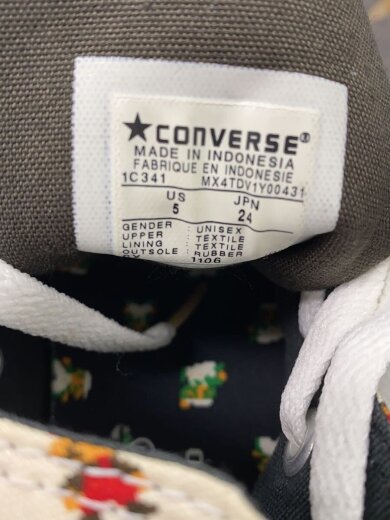 ★CONVERSE®
MADE IN INDONESIA
FABRIQUE EN INDONESIE
1C341 MX4TDV1Y00431
US JPN
5 24
GENDER : UNISEX
UPPER : TEXTILE
LINING : TEXTILE
OUTSOLE : RUBBER
1106